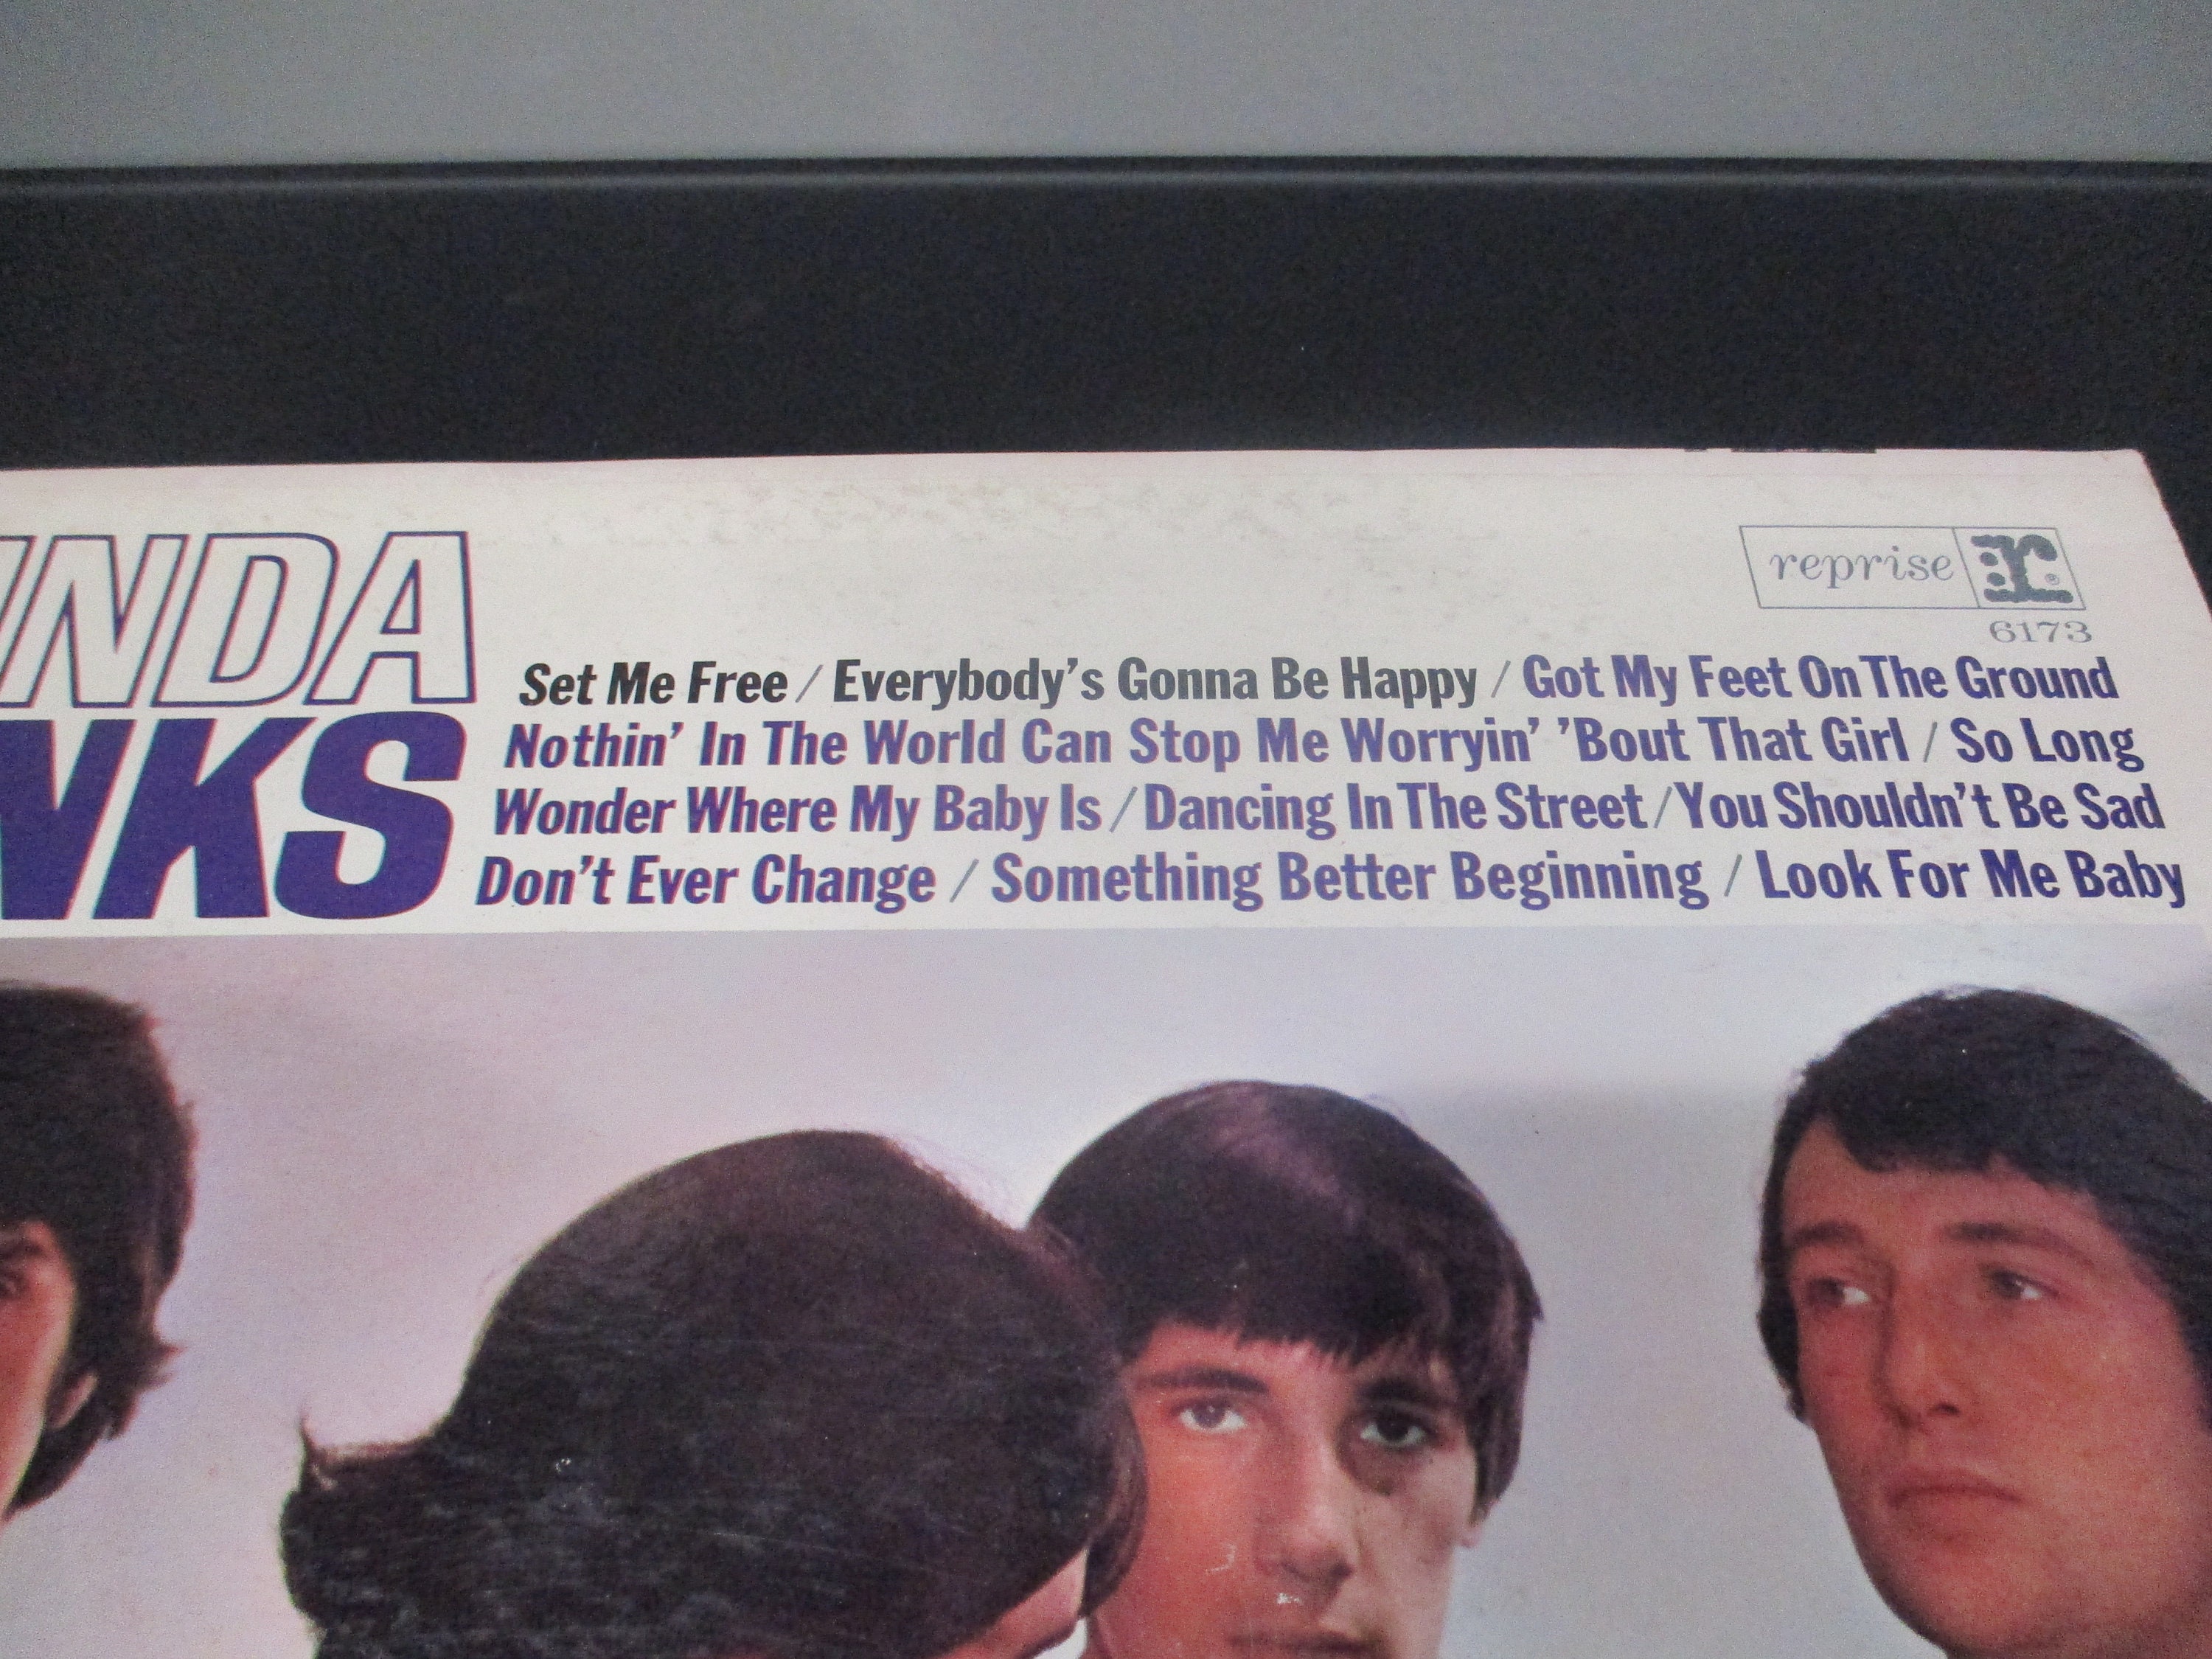 reprise r
6173
NDA
NKS
Set Me Free / Everybody's Gonna Be Happy / Got My Feet On The Ground
Nothin' In The World Can Stop Me Worryin' 'Bout That Girl / So Long
Wonder Where My Baby Is / Dancing In The Street / You Shouldn't Be Sad
Don't Ever Change / Something Better Beginning / Look For Me Baby